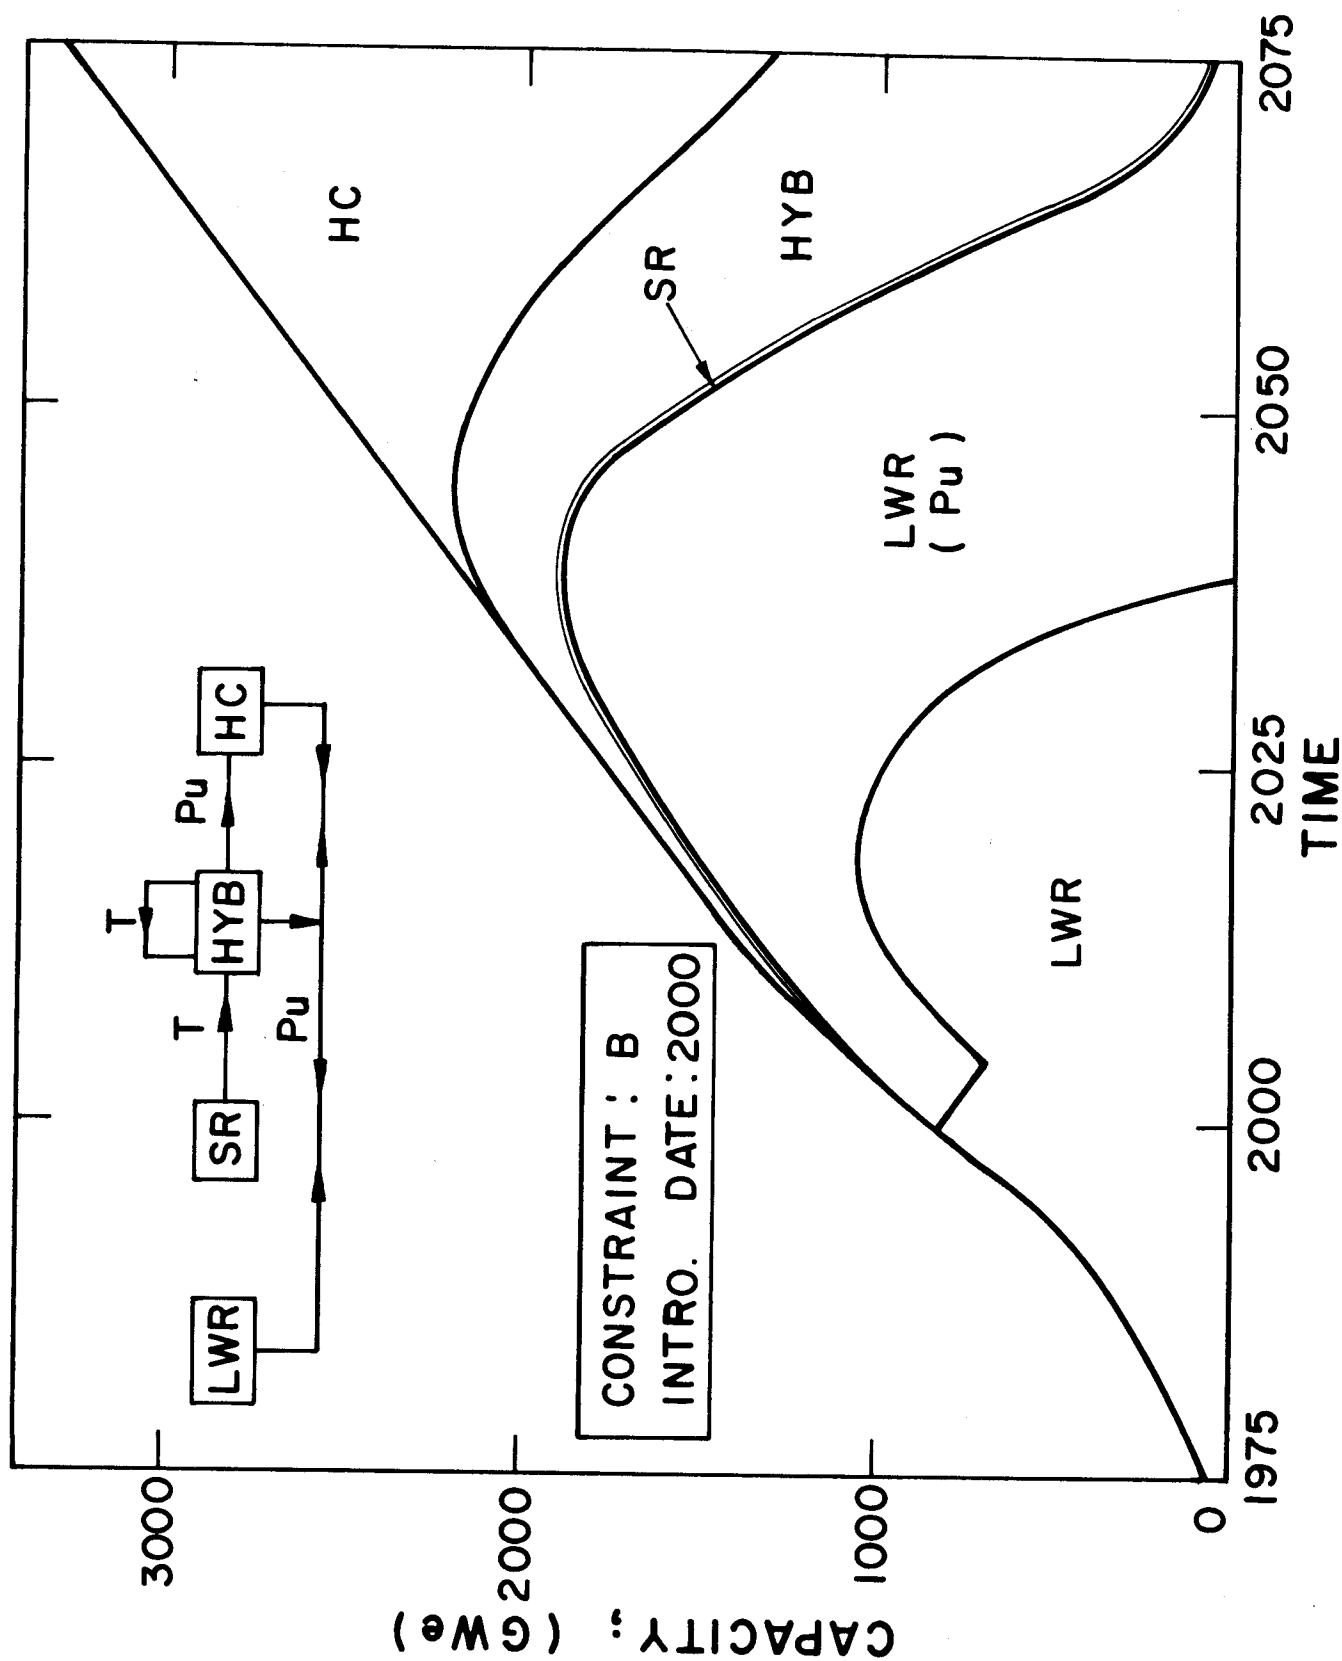 CAPACITY; (GWe)
3000
2000
1000
0
1975
2000
2025
2050
2075
TIME
LWR
SR
T
HYB
T
Pu
HC
Pu
CONSTRAINT: B
INTRO. DATE:2000
HC
HYB
SR
LWR
(Pu)
LWR